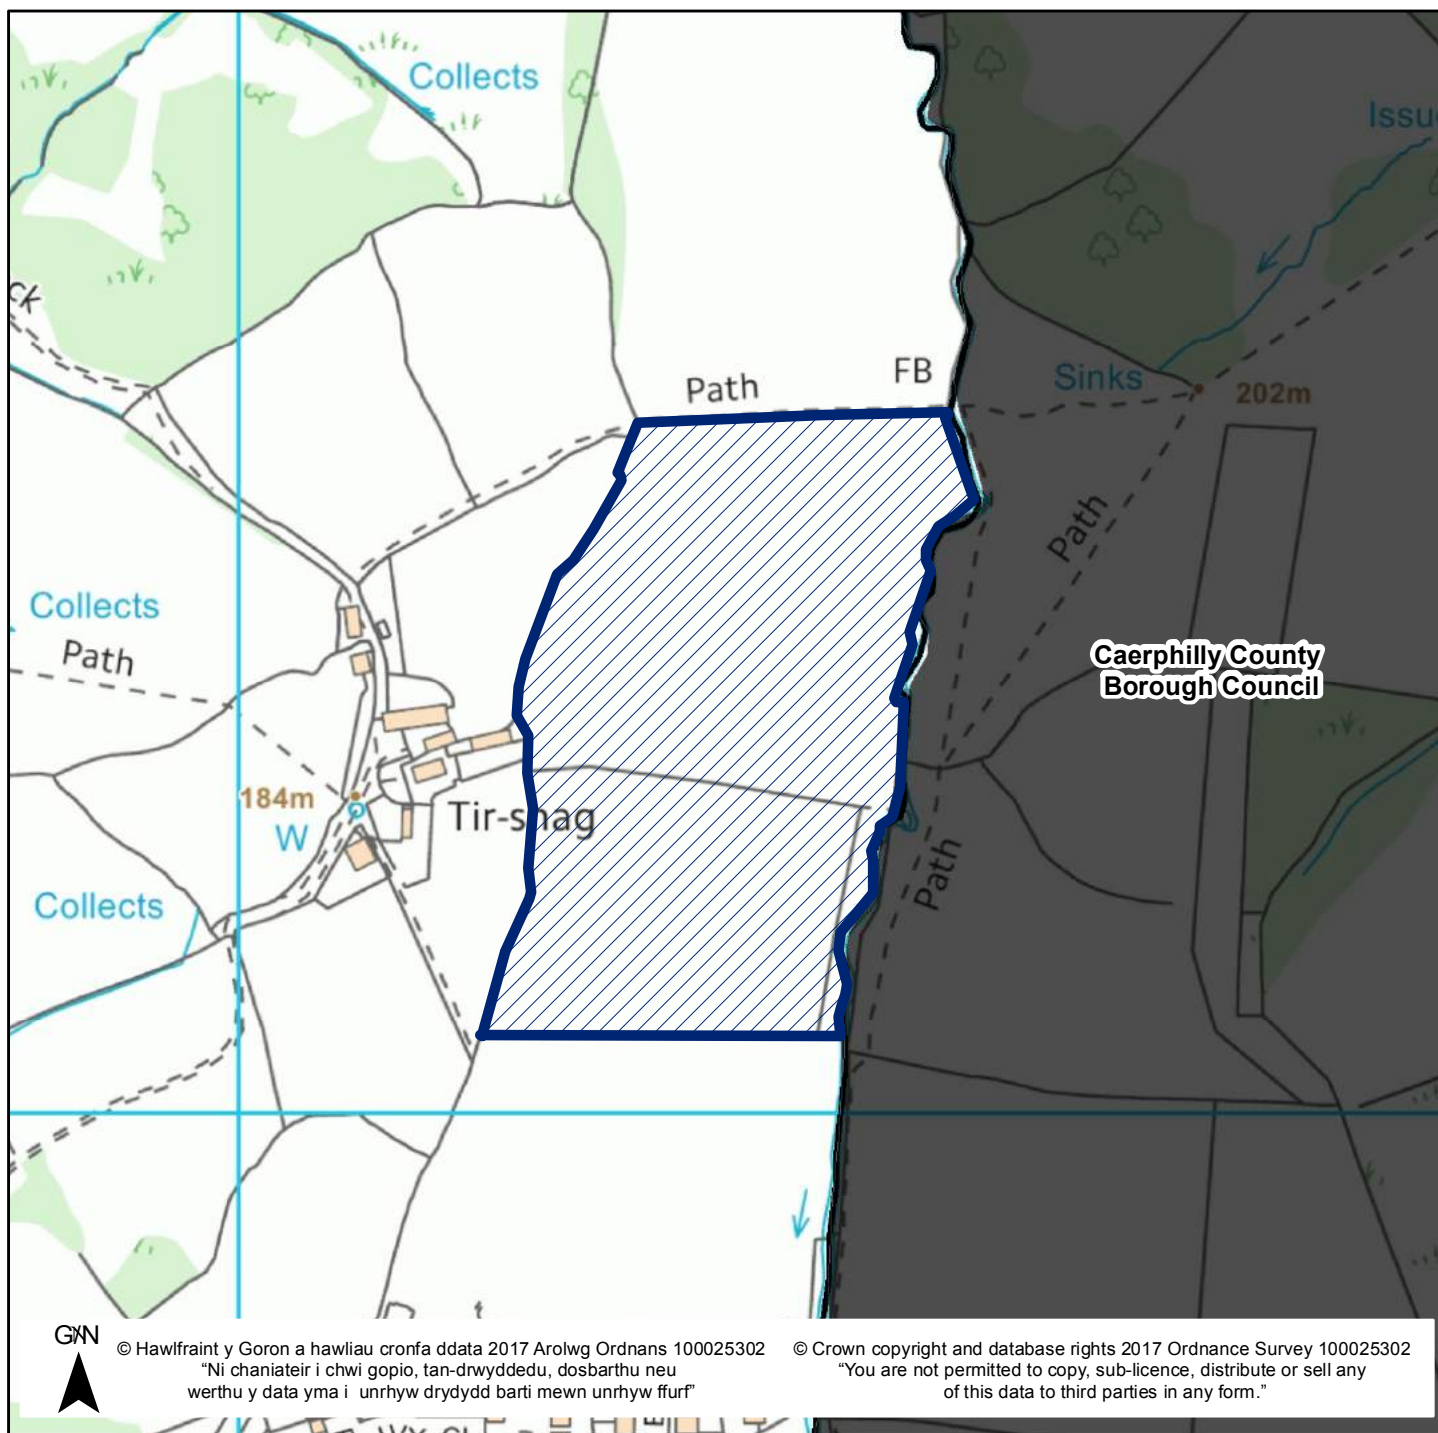 Collects
Issu
ck
Path
FB
Sinks
202m
Path
Collects
Path
Caerphilly County
Borough Council
184m
W
Tir-snag
Path
Collects
G/N
© Hawlfraint y Goron a hawliau cronfa ddata 2017 Arolwg Ordnans 100025302
“Ni chaniateir i chwi gopio, tan-drwyddedu, dosbarthu neu
werthu y data yma i unrhyw drydydd barti mewn unrhyw ffurf”
© Crown copyright and database rights 2017 Ordnance Survey 100025302
“You are not permitted to copy, sub-licence, distribute or sell any
of this data to third parties in any form.”